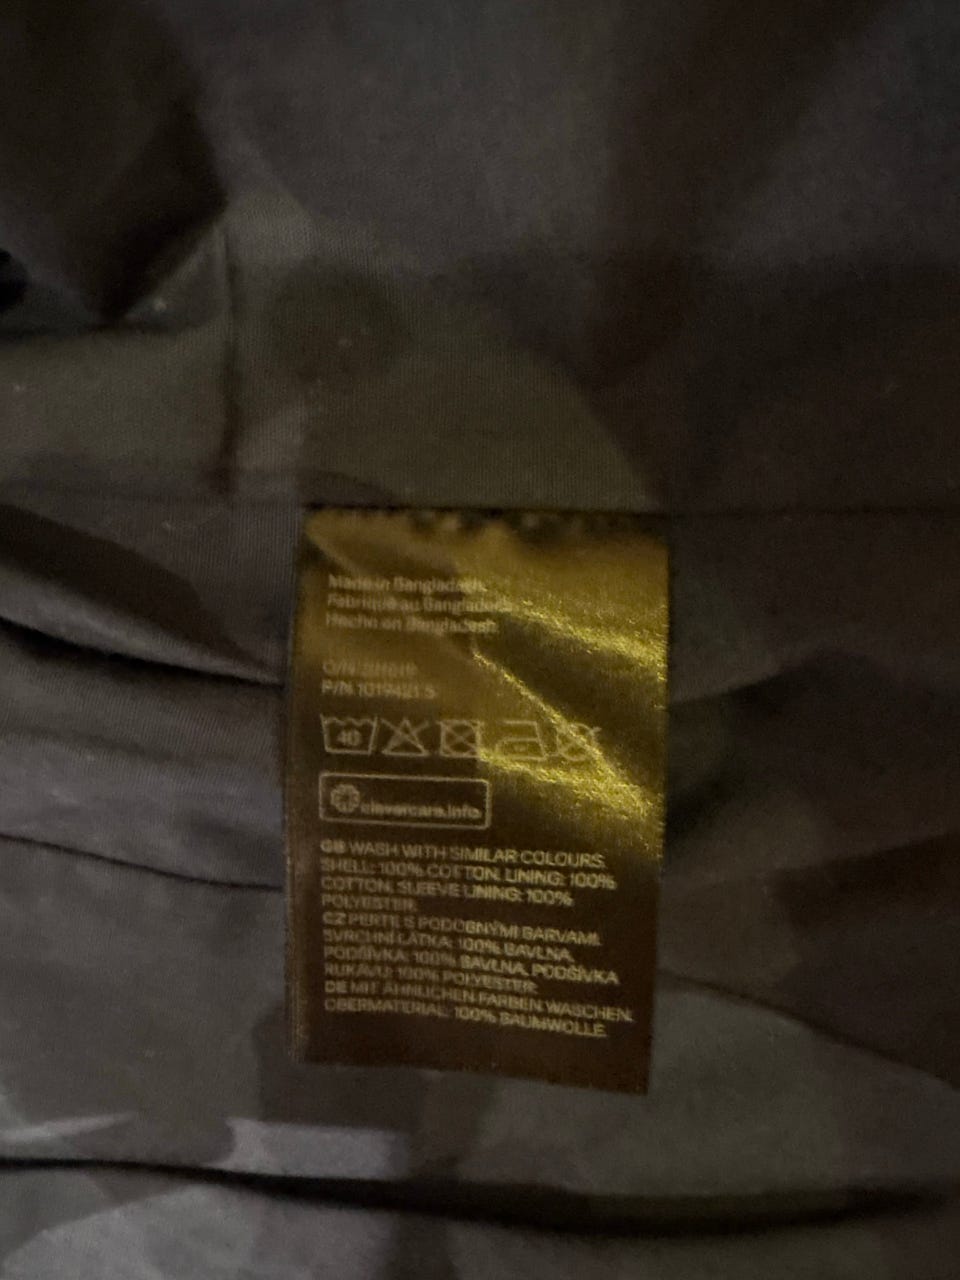 Made in Bangladesh
Fabriqué au Bangladesh
Hecho en Bangladesh
O/N
P/N 1019421.5
40
clevercare.info
GB WASH WITH SIMILAR COLOURS.
SHELL: 100% COTTON. LINING: 100%
COTTON. SLEEVE LINING: 100%
POLYESTER.
CZ PERTE S PODOBNÝMI BARVAMI.
SVRCHNÍ LÁTKA: 100% BAVLNA.
PODŠÍVKA: 100% BAVLNA. PODŠÍVKA
RUKÁVŮ: 100% POLYESTER.
DE MIT ÄHNLICHEN FARBEN WASCHEN.
OBERMATERIAL: 100% BAUMWOLLE.